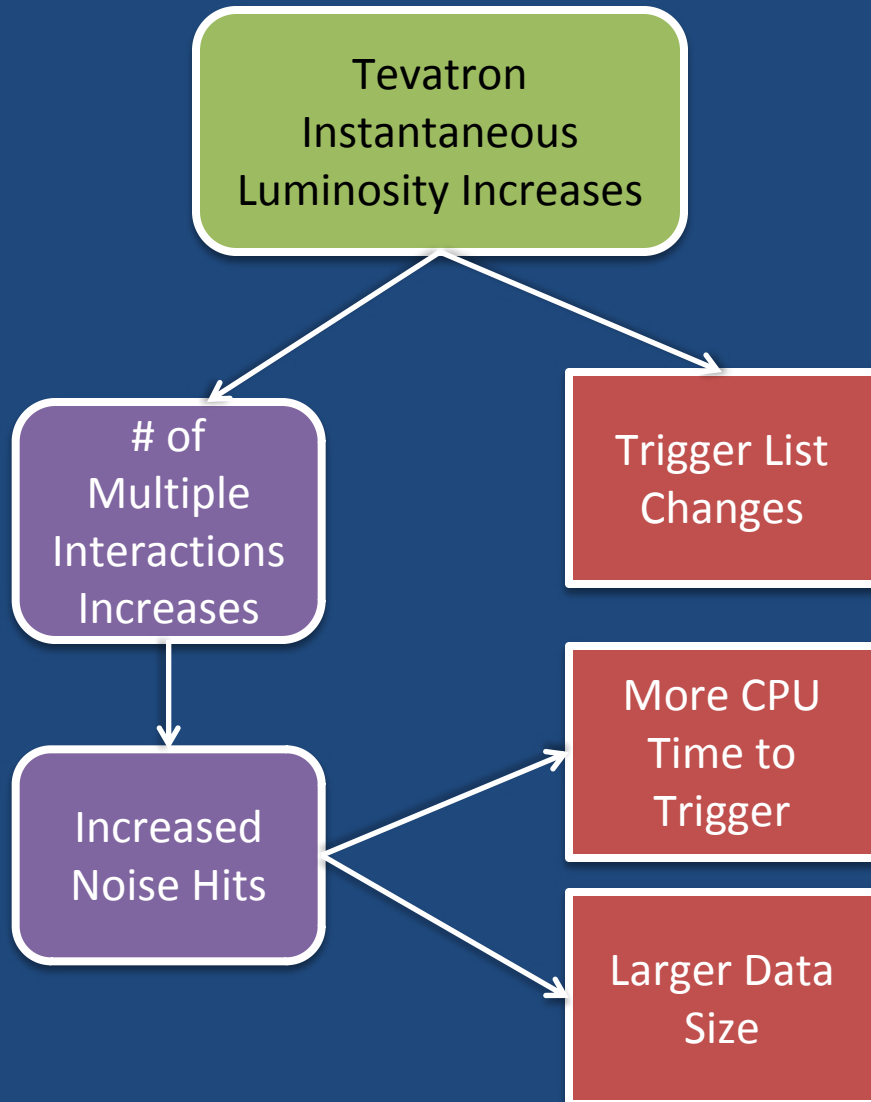 Tevatron
Instantaneous
Luminosity Increases
# of
Multiple
Interactions
Increases
Trigger List
Changes
Increased
Noise Hits
More CPU
Time to
Trigger
Larger Data
Size